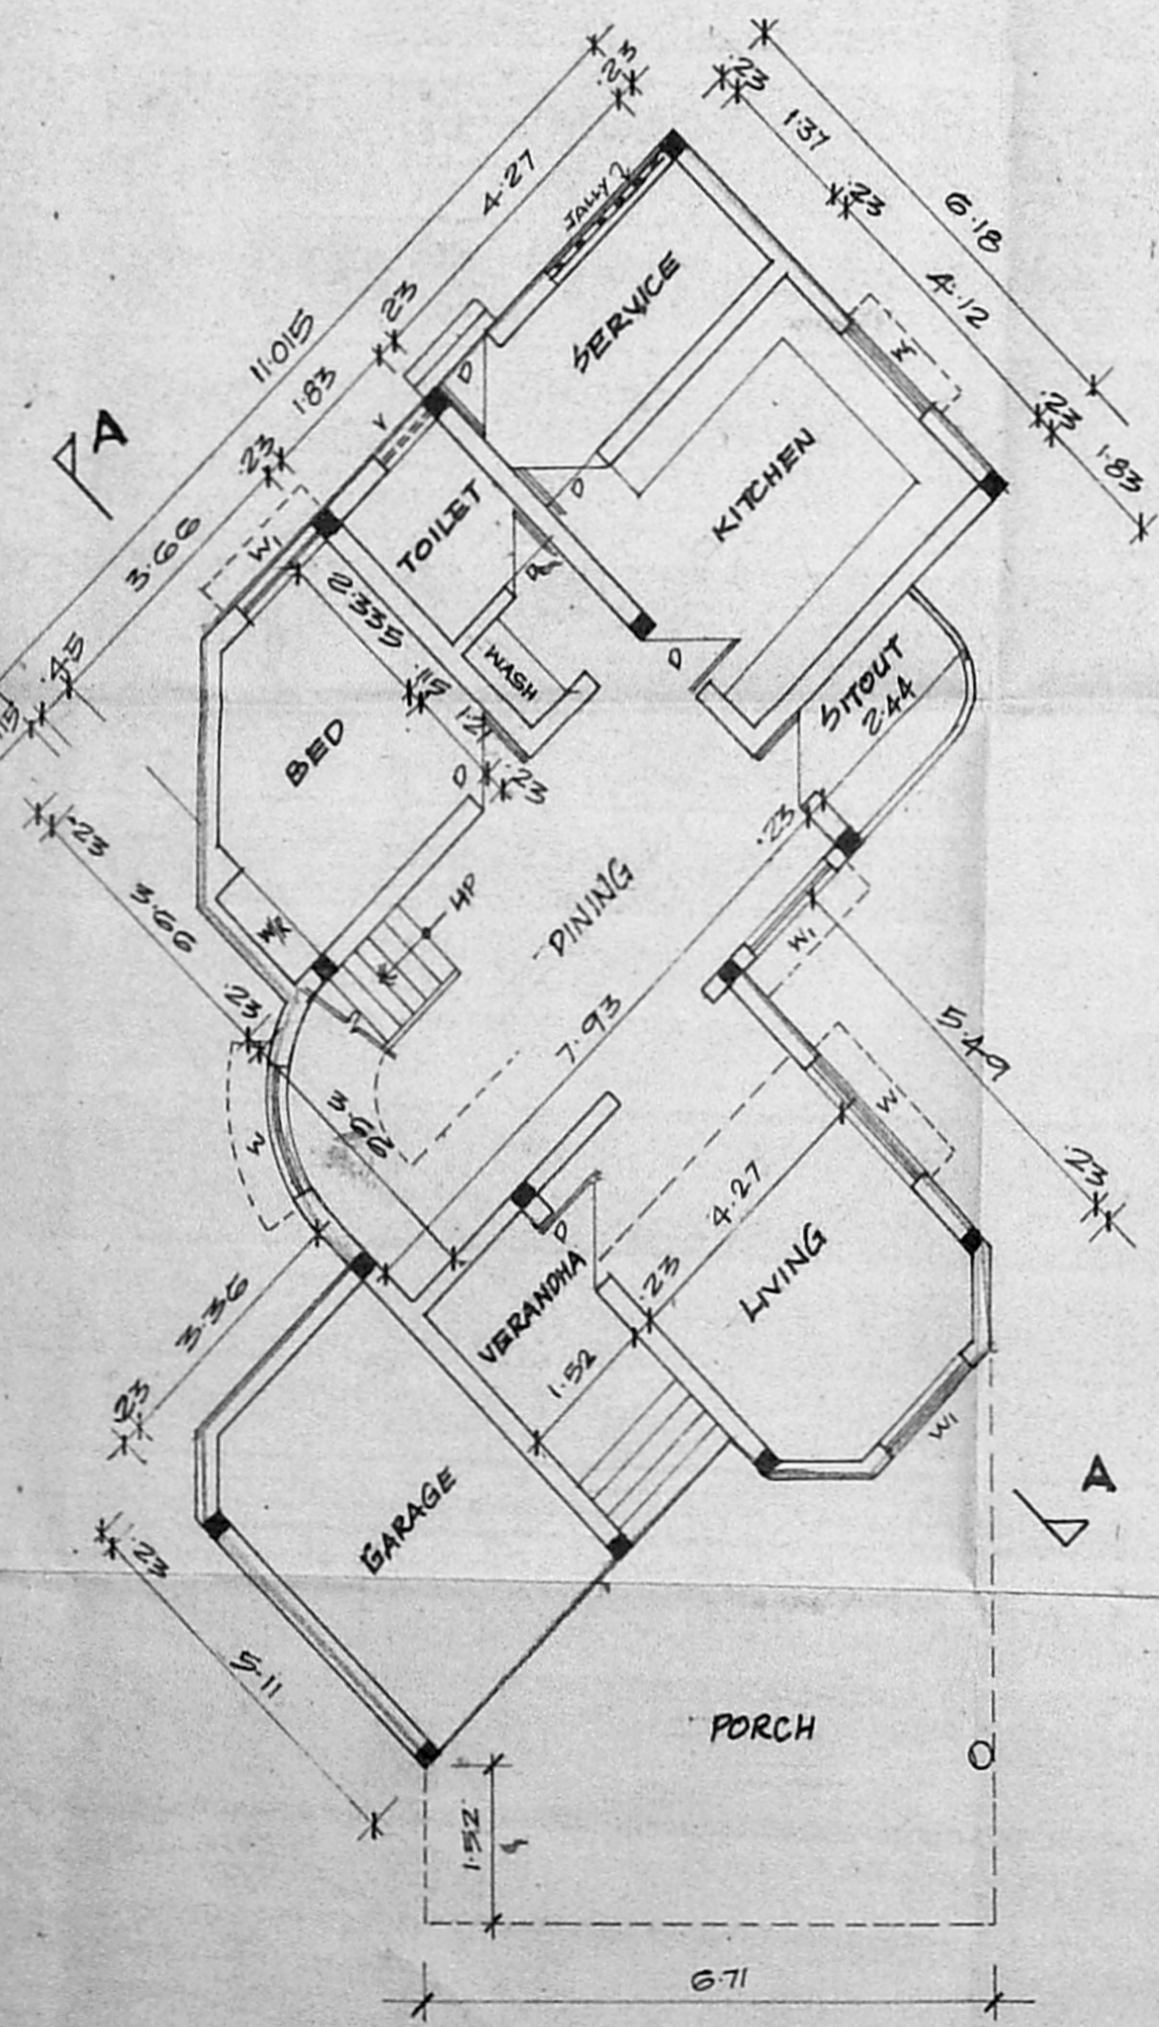 .23
.23
1.37
4.27
JALLY
.23
6.18
SERVICE
4.12
.23
11.015
W
1.83
D
.23
V
1.83
A
.23
KITCHEN
D
TOILET
3.66
W1
D
2.335
.45
WASH
D
SITOUT
2.44
.115
1.21
BED
D
.23
.23
.23
UP
3.66
DINING
W1
.23
7.93
5.49
W
3.66
W
.23
4.27
D
.23
LIVING
VERANDHA
3.36
1.52
.23
W1
A
GARAGE
.23
5.11
PORCH
1.52
6.71